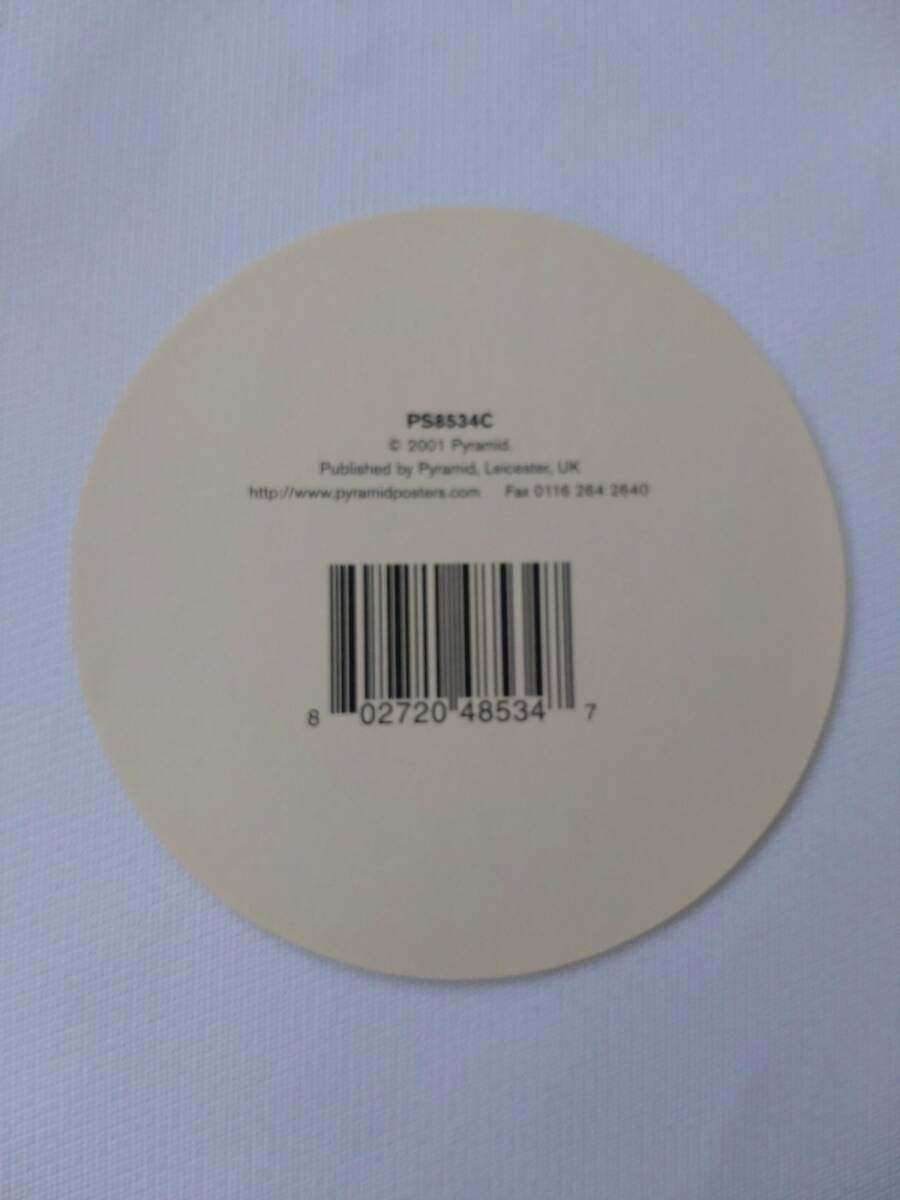 PS8534C
© 2001 Pyramid.
Published by Pyramid, Leicester, UK
http://www.pyramidposters.com Fax 0116 264 2640
8 02720 48534 7